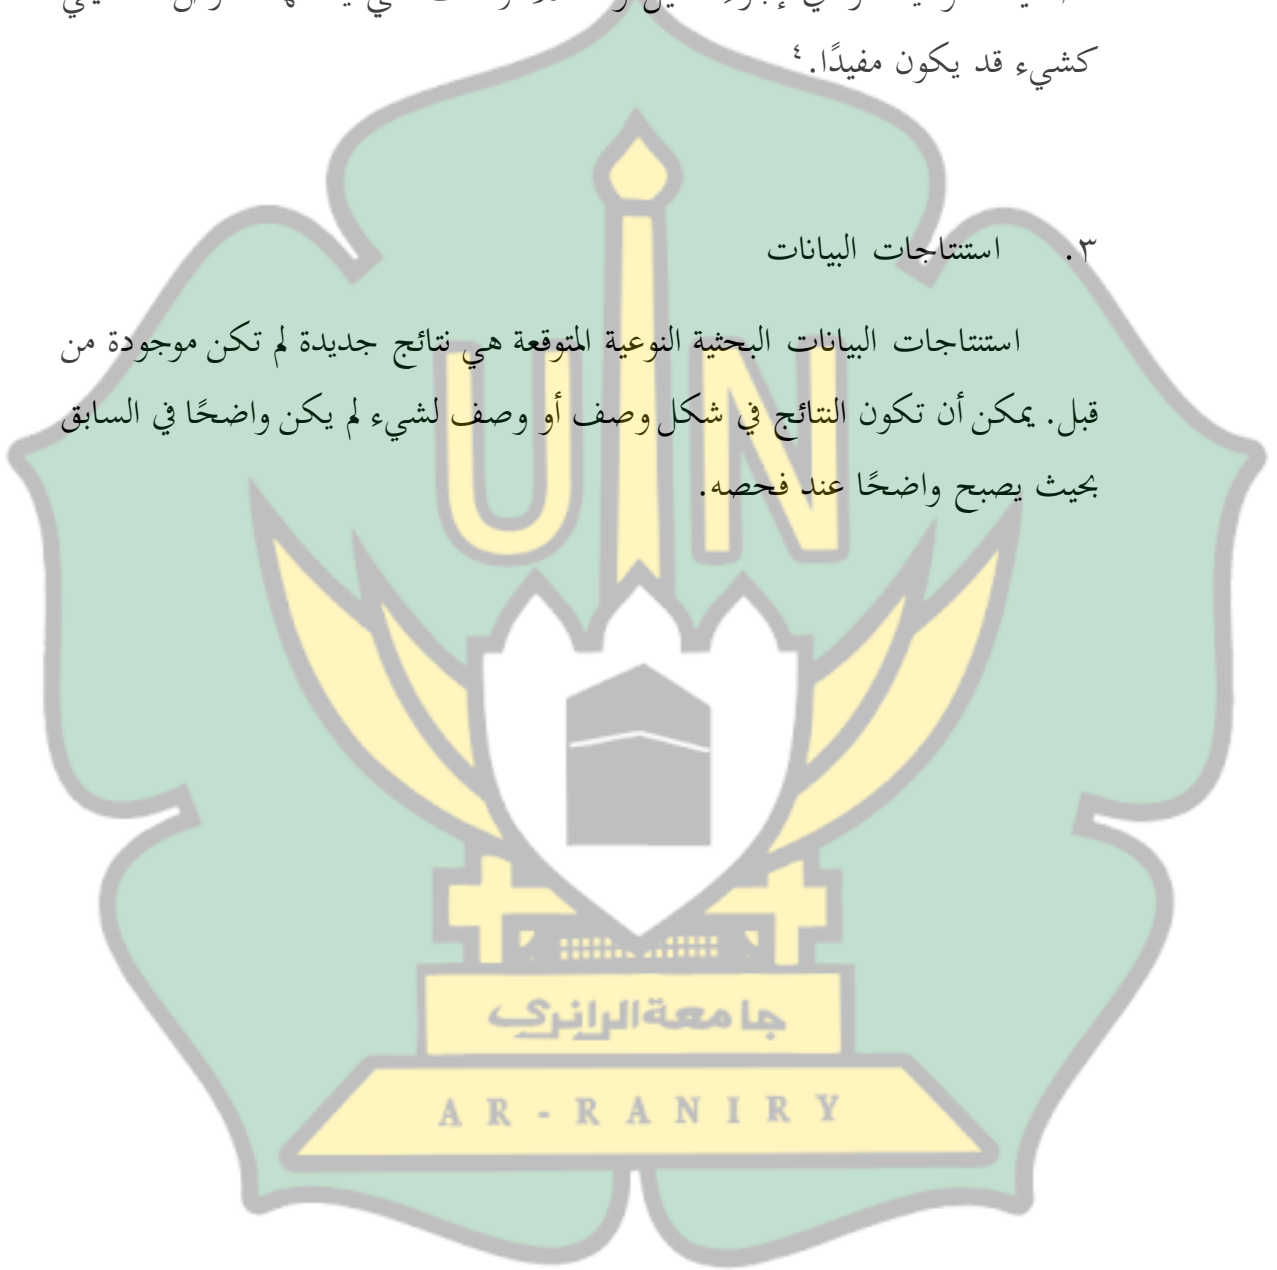 كشيء قد يكون مفيدًا.٤
٣. استنتاجات البيانات
استنتاجات البيانات البحثية النوعية المتوقعة هي نتائج جديدة لم تكن موجودة من
قبل. يمكن أن تكون النتائج في شكل وصف أو وصف لشيء لم يكن واضحًا في السابق
بحيث يصبح واضحًا عند فحصه.
UIN
جامعة الرانري
AR-RANIRY